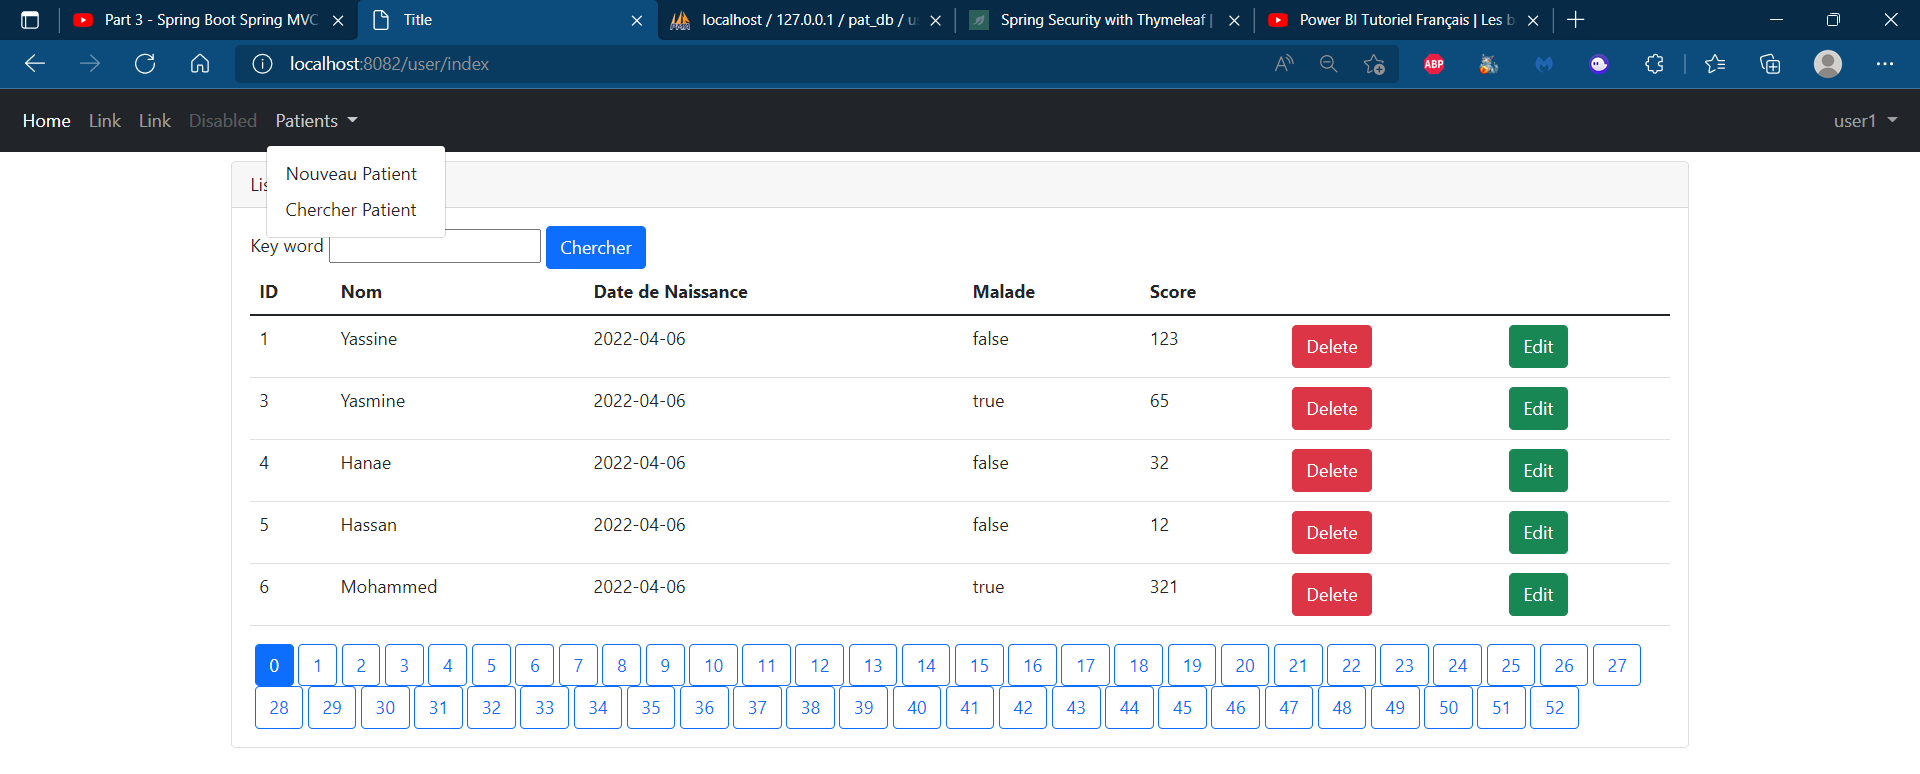 Part 3 - Spring Boot Spring MVC
Title
localhost / 127.0.0.1 / pat_db / u
Spring Security with Thymeleaf |
Power BI Tutoriel Français | Les b
localhost:8082/user/index
ABP
Home Link Link Disabled Patients user1
Nouveau Patient
Lis
Chercher Patient
Key word Chercher
ID Nom Date de Naissance Malade Score
1 Yassine 2022-04-06 false 123 Delete Edit
3 Yasmine 2022-04-06 true 65 Delete Edit
4 Hanae 2022-04-06 false 32 Delete Edit
5 Hassan 2022-04-06 false 12 Delete Edit
6 Mohammed 2022-04-06 true 321 Delete Edit
0 1 2 3 4 5 6 7 8 9 10 11 12 13 14 15 16 17 18 19 20 21 22 23 24 25 26 27
28 29 30 31 32 33 34 35 36 37 38 39 40 41 42 43 44 45 46 47 48 49 50 51 52